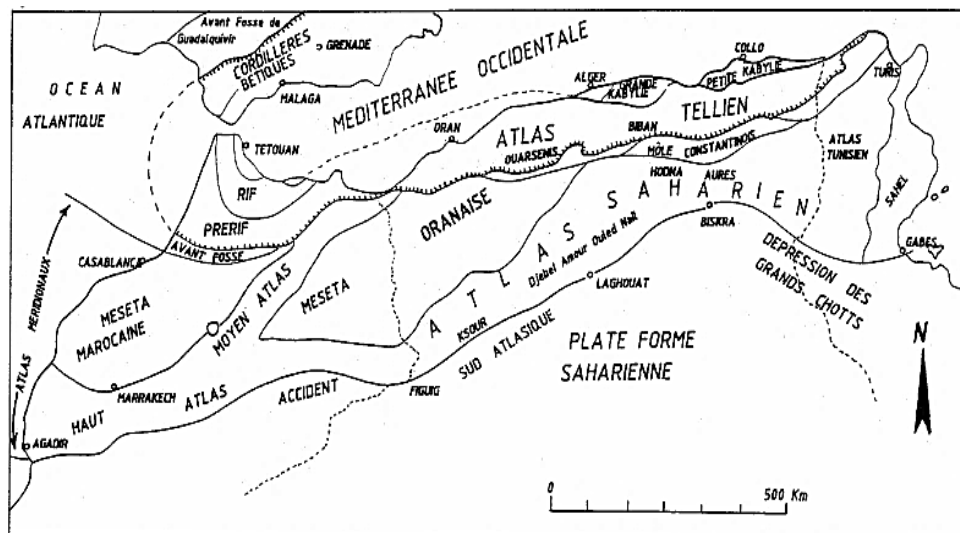 Avant Fosse de
Guadalquivir
GRENADE
CORDILLERES
BETIQUES
MALAGA
OCEAN
ATLANTIQUE
MEDITERRANEE OCCIDENTALE
COLLO
ALGER
GRANDE
KABYLIE
PETITE KABYLIE
TUNIS
TETOUAN
ORAN
ATLAS
TELLIEN
BIBAN
OUARSENIS
MÔLE CONSTANTINOIS
ATLAS
TUNISIEN
HODNA
AURES
SAHEL
RIF
PRERIF
ORANAISE
AVANT FOSSE
ATLAS SAHARIEN
Djebel Amour Ouled Naïl
BISKRA
GABES
CASABLANCA
DEPRESSION DES
GRANDS CHOTTS
LAGHOUAT
ATLAS MERIDIONAUX
MESETA
MAROCAINE
MOYEN ATLAS
MESETA
KSOUR
SUD ATLASIQUE
PLATE FORME
SAHARIENNE
N
MARRAKECH
HAUT ATLAS
ACCIDENT
FIGUIG
AGADIR
0
500 Km